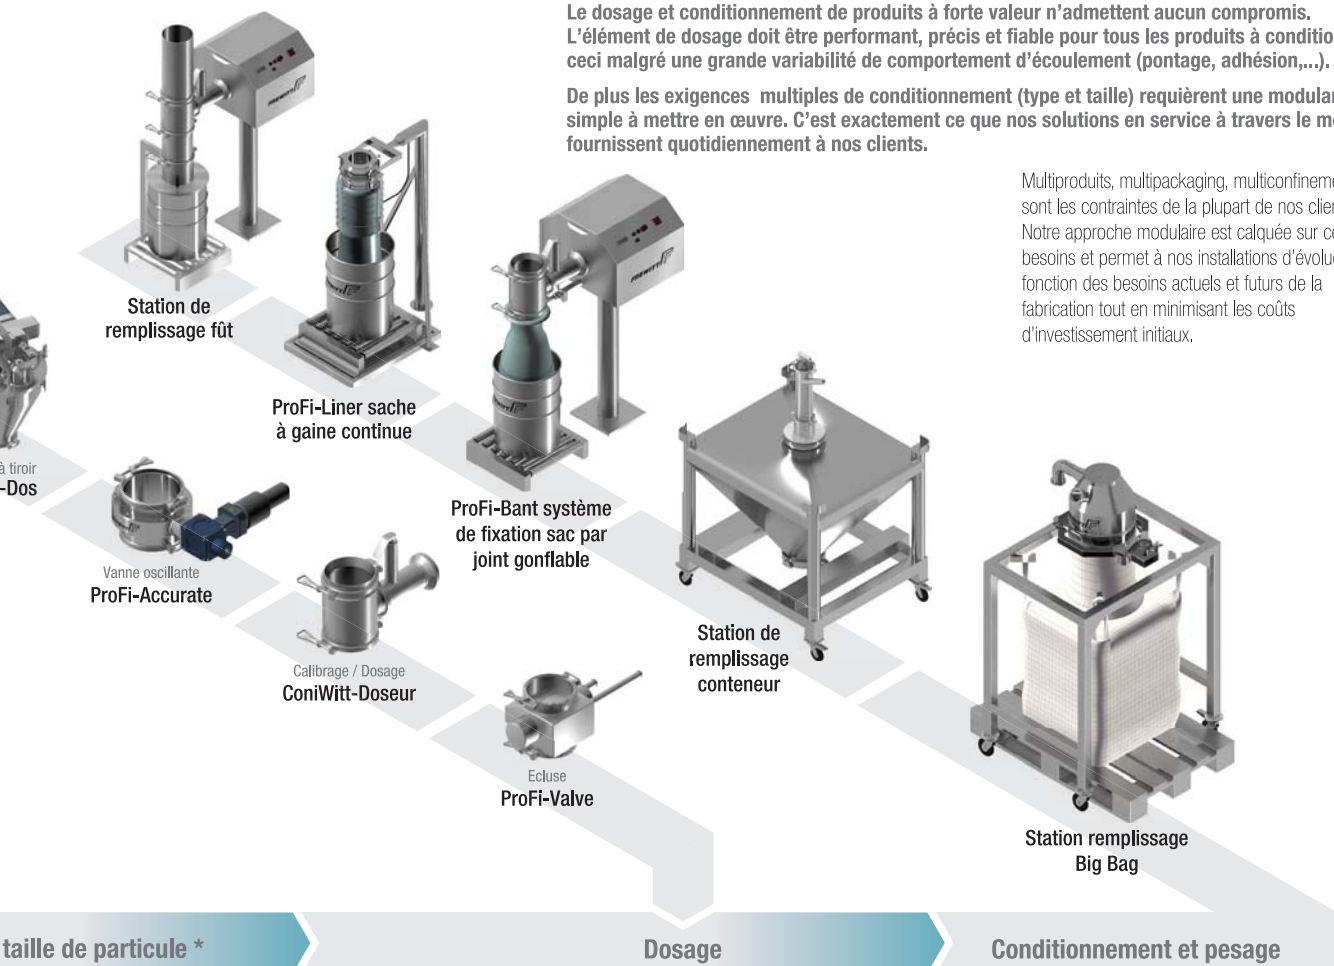 Le dosage et conditionnement de produits à forte valeur n'admettent aucun compromis.
L'élément de dosage doit être performant, précis et fiable pour tous les produits à
ceci malgré une grande variabilité de comportement d'écoulement (pontage, adhésion,...).
De plus les exigences multiples de conditionnement (type et taille) requièrent une
simple à mettre en œuvre. C'est exactement ce que nos solutions en service à travers le
fournissent quotidiennement à nos clients.
Multiproduits, multipackaging,
sont les contraintes de la plupart de nos
Notre approche modulaire est calquée sur
besoins et permet à nos installations
fonction des besoins actuels et futurs de la
fabrication tout en minimisant les coûts
d'investissement initiaux.
FREWITT
Station de
remplissage fût
ProFi-Liner sache
à gaine continue
FREWITT
ProFi-Bant système
de fixation sac par
joint gonflable
à tiroir
-Dos
Vanne oscillante
ProFi-Accurate
Calibrage / Dosage
ConiWitt-Doseur
Ecluse
ProFi-Valve
Station de
remplissage
conteneur
Station remplissage
Big Bag
taille de particule *
Dosage
Conditionnement et pesage